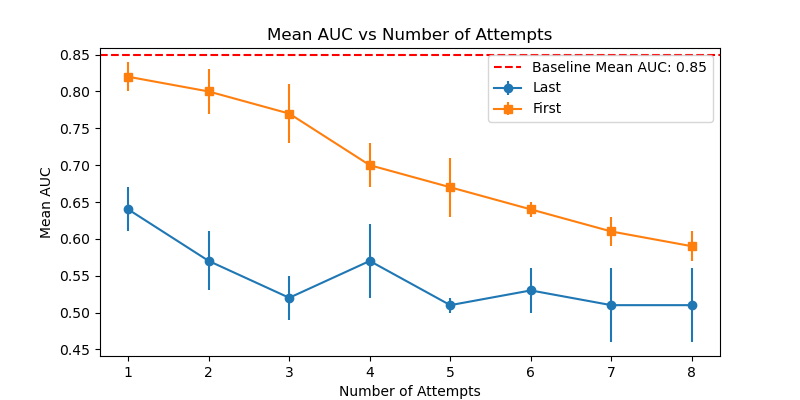 Mean AUC vs Number of Attempts
0.85
0.80
0.75
0.70
0.65
0.60
0.55
0.50
0.45
Mean AUC
Baseline Mean AUC: 0.85
Last
First
1 2 3 4 5 6 7 8
Number of Attempts